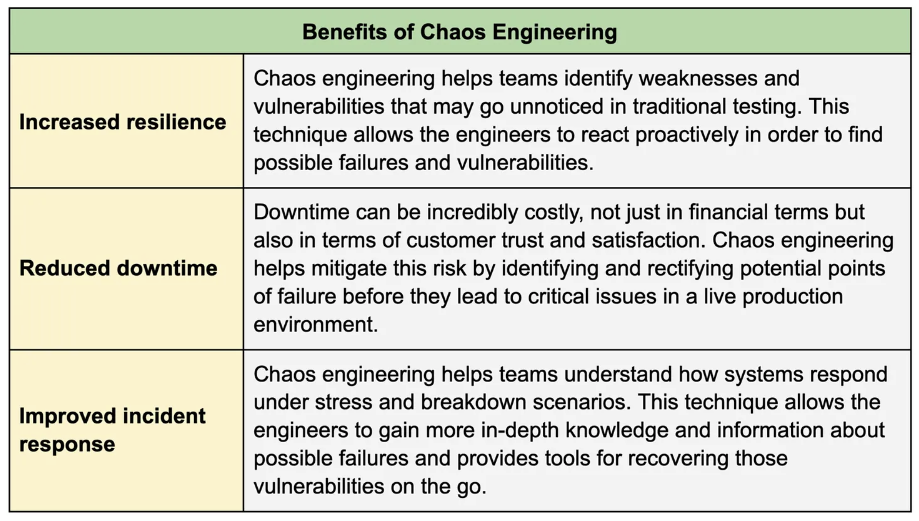 Benefits of Chaos Engineering
Increased resilience
Chaos engineering helps teams identify weaknesses and
vulnerabilities that may go unnoticed in traditional testing. This
technique allows the engineers to react proactively in order to find
possible failures and vulnerabilities.
Reduced downtime
Downtime can be incredibly costly, not just in financial terms but
also in terms of customer trust and satisfaction. Chaos engineering
helps mitigate this risk by identifying and rectifying potential points
of failure before they lead to critical issues in a live production
environment.
Improved incident
response
Chaos engineering helps teams understand how systems respond
under stress and breakdown scenarios. This technique allows the
engineers to gain more in-depth knowledge and information about
possible failures and provides tools for recovering those
vulnerabilities on the go.